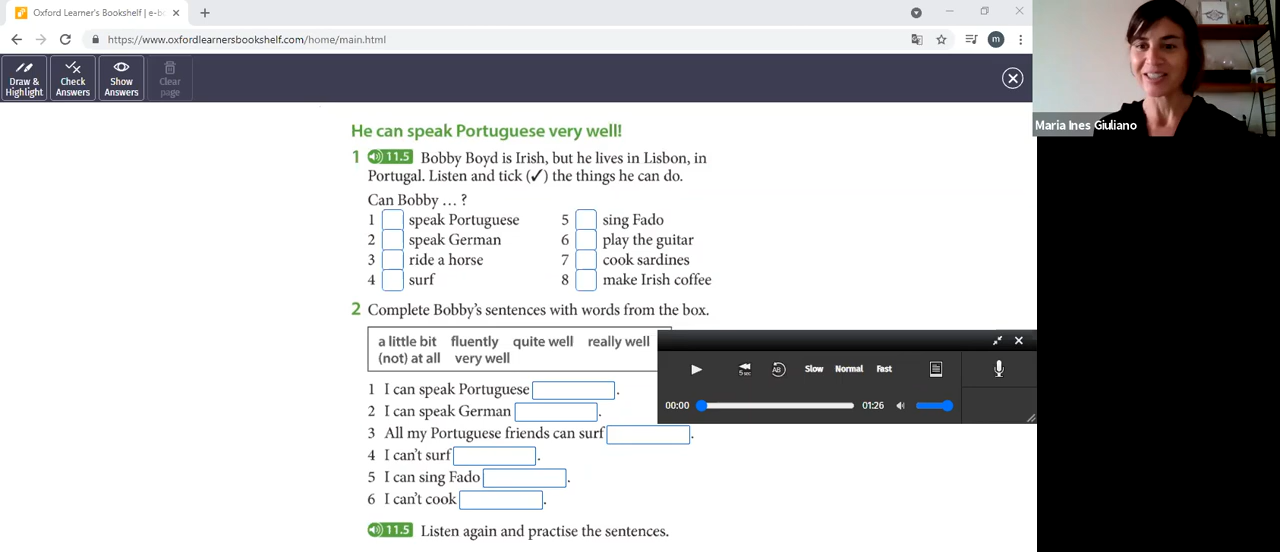 Oxford Learner's Bookshelf | e-bo
https://www.oxfordlearnersbookshelf.com/home/main.html
m
Draw & Highlight
Check Answers
Show Answers
Clear page
Maria Ines Giuliano
He can speak Portuguese very well!
1 11.5 Bobby Boyd is Irish, but he lives in Lisbon, in
Portugal. Listen and tick (✓) the things he can do.
Can Bobby … ?
1 speak Portuguese
2 speak German
3 ride a horse
4 surf
5 sing Fado
6 play the guitar
7 cook sardines
8 make Irish coffee
2 Complete Bobby's sentences with words from the box.
a little bit fluently quite well really well
(not) at all very well
1 I can speak Portuguese .
2 I can speak German .
3 All my Portuguese friends can surf .
4 I can't surf .
5 I can sing Fado .
6 I can't cook .
11.5 Listen again and practise the sentences.
5 sec AB Slow Normal Fast
00:00 01:26